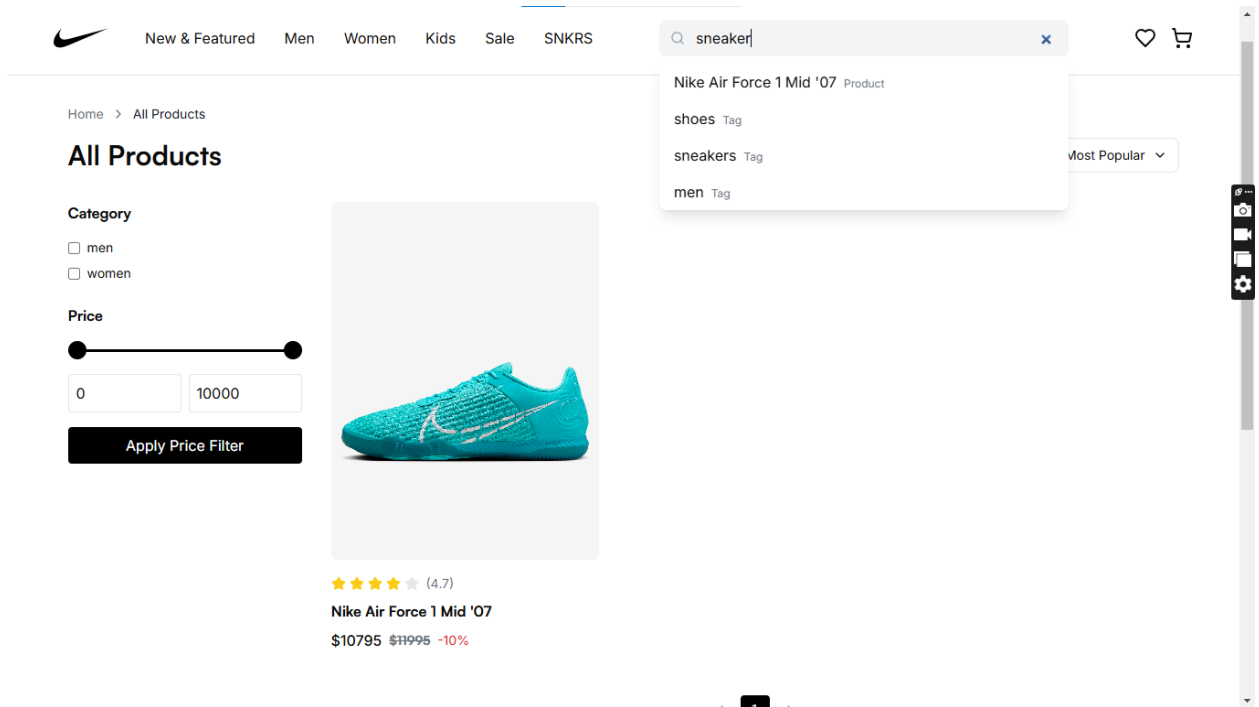 New & Featured Men Women Kids Sale SNKRS
sneaker
Nike Air Force 1 Mid '07 Product
shoes Tag
sneakers Tag
men Tag
Home > All Products
All Products
Most Popular
Category
men
women
Price
0 10000
Apply Price Filter
(4.7)
Nike Air Force 1 Mid '07
$10795 $11995 -10%
1